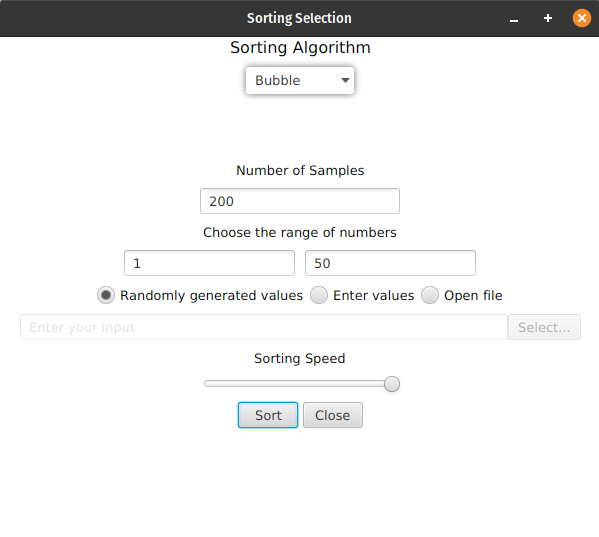 Sorting Selection
Sorting Algorithm
Bubble
Number of Samples
200
Choose the range of numbers
1 50
Randomly generated values Enter values Open file
Enter your input Select...
Sorting Speed
Sort Close